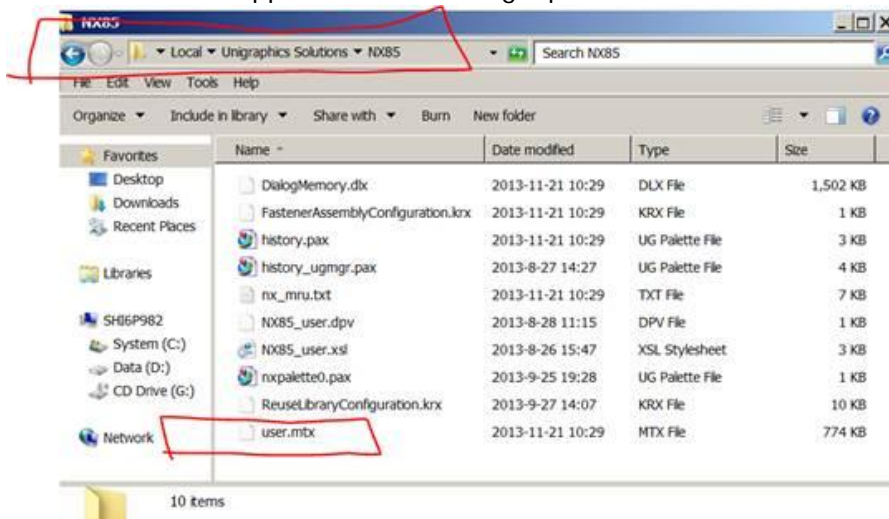 NX85
Local Unigraphics Solutions NX85 Search NX85
File Edit View Tools Help
Organize Include in library Share with Burn New folder
Favorites
Desktop
Downloads
Recent Places
Libraries
SHI6P982
System (C:)
Data (D:)
CD Drive (G:)
Network
Name Date modified Type Size
DialogMemory.dlx 2013-11-21 10:29 DLX File 1,502 KB
FastenerAssemblyConfiguration.krx 2013-11-21 10:29 KRX File 1 KB
history.pax 2013-11-21 10:29 UG Palette File 3 KB
history_ugmgr.pax 2013-8-27 14:27 UG Palette File 4 KB
nx_mru.txt 2013-11-21 10:29 TXT File 7 KB
NX85_user.dpv 2013-8-28 11:15 DPV File 1 KB
NX85_user.xsl 2013-8-26 15:47 XSL Stylesheet 3 KB
nxpalette0.pax 2013-9-25 19:28 UG Palette File 1 KB
ReuseLibraryConfiguration.krx 2013-9-27 14:07 KRX File 10 KB
user.mtx 2013-11-21 10:29 MTX File 774 KB
10 items